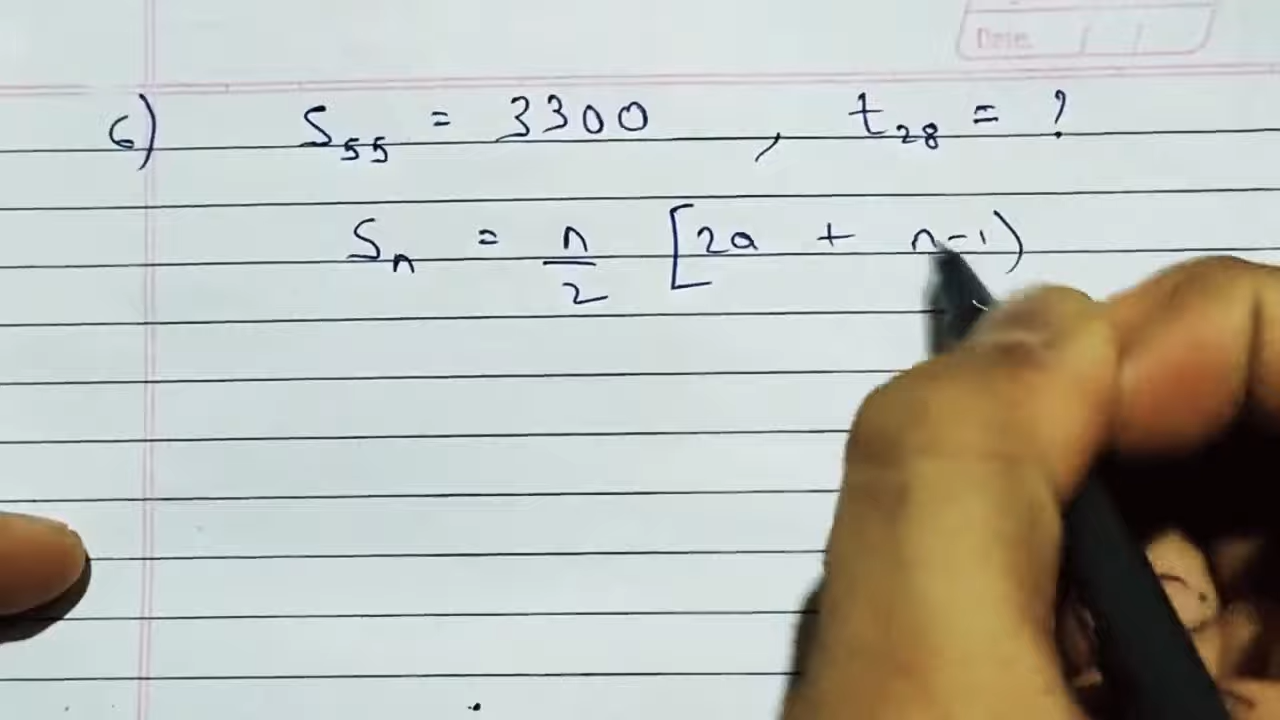 Date. / /
6) S₅₅ = 3300 , t₂₈ = ?
Sₙ = n/2 [2a + n-1)